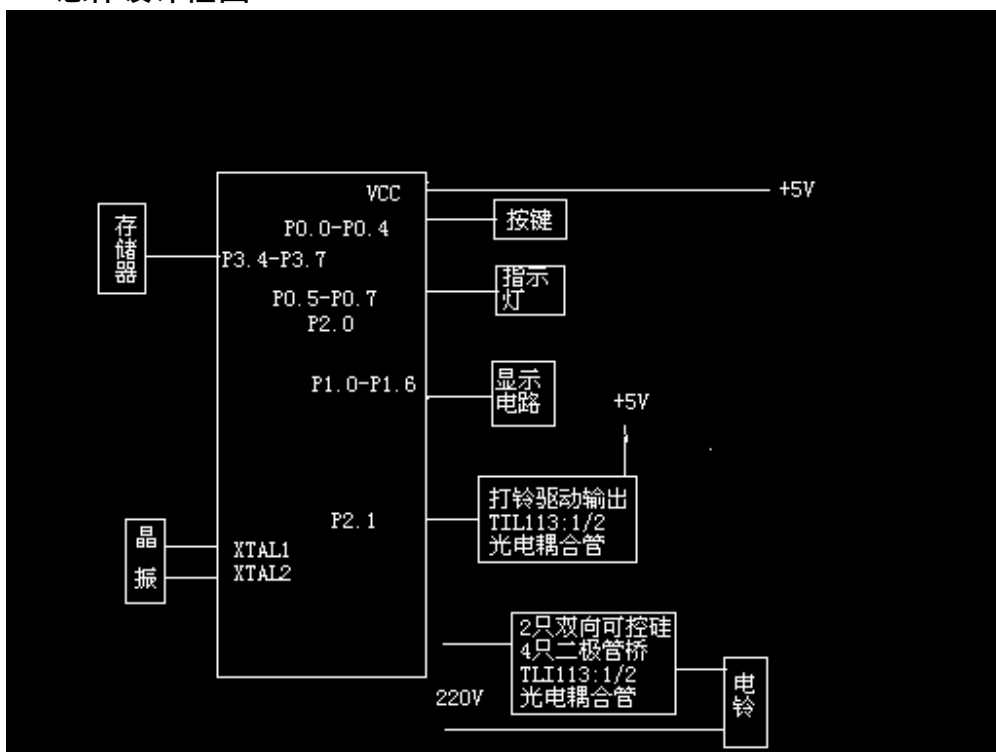 VCC
+5V
P0.0-P0.4
按键
存储器
P3.4-P3.7
指示
灯
P0.5-P0.7
P2.0
P1.0-P1.6
显示
电路
+5V
打铃驱动输出
TIL113:1/2
光电耦合管
P2.1
晶
振
XTAL1
XTAL2
2只双向可控硅
4只二极管桥
TLI113:1/2
光电耦合管
220V
电铃